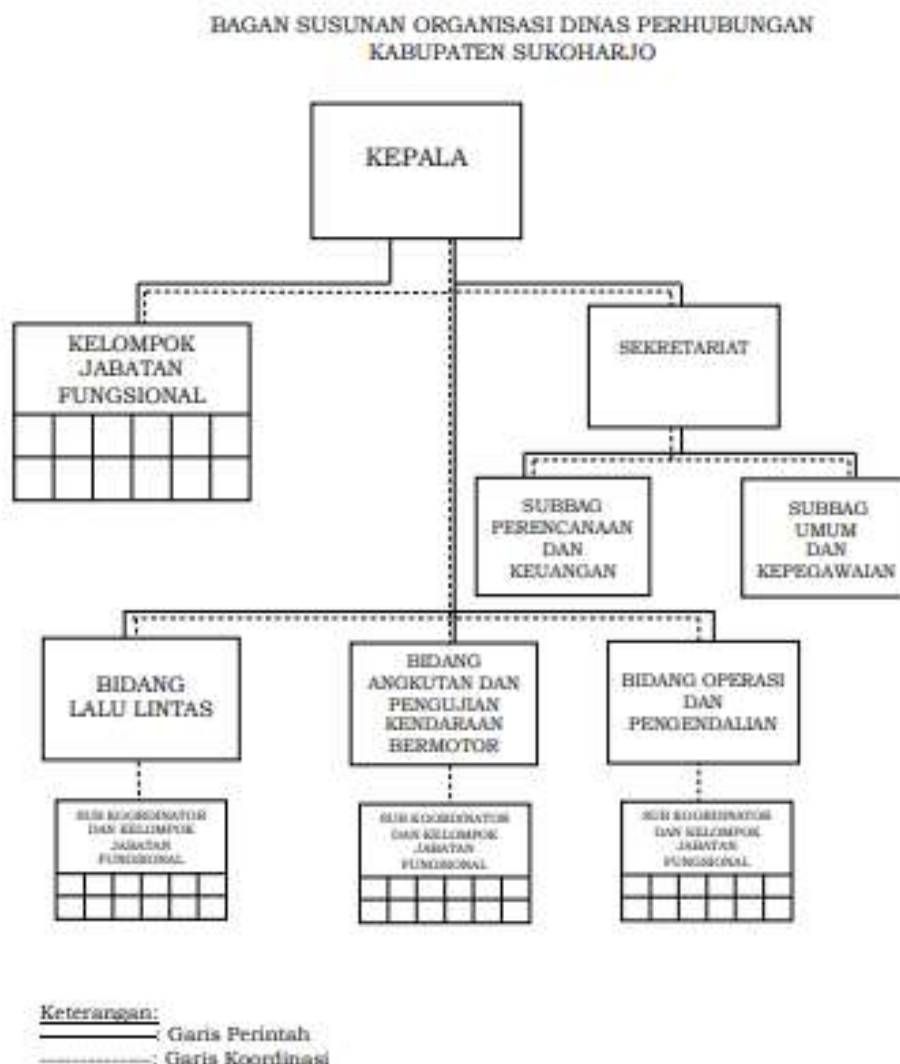 BAGAN SUSUNAN ORGANISASI DINAS PERHUBUNGAN
KABUPATEN SUKOHARJO
KEPALA
KELOMPOK
JABATAN
FUNGSIONAL
SEKRETARIAT
SUBBAG
PERENCANAAN
DAN
KEUANGAN
SUBBAG
UMUM
DAN
KEPEGAWAIAN
BIDANG
LALU LINTAS
BIDANG
ANGKUTAN DAN
PENGUJIAN
KENDARAAN
BERMOTOR
BIDANG OPERASI
DAN
PENGENDALIAN
SUB KOORDINATOR
DAN KELOMPOK
JABATAN
FUNGSIONAL
SUB KOORDINATOR
DAN KELOMPOK
JABATAN
FUNGSIONAL
SUB KOORDINATOR
DAN KELOMPOK
JABATAN
FUNGSIONAL
Keterangan:
: Garis Perintah
: Garis Koordinasi